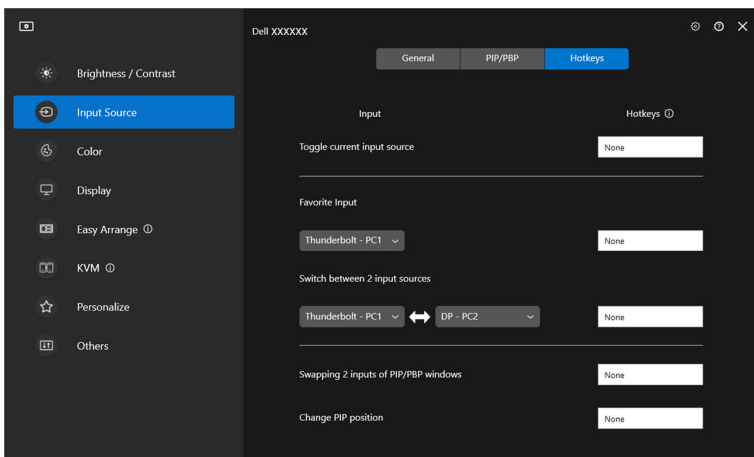 Dell XXXXXX
General PIP/PBP Hotkeys
Brightness / Contrast
Input Source
Color
Display
Easy Arrange
KVM
Personalize
Others
Input Hotkeys
Toggle current input source None
Favorite Input
Thunderbolt - PC1 None
Switch between 2 input sources
Thunderbolt - PC1 DP - PC2 None
Swapping 2 inputs of PIP/PBP windows None
Change PIP position None